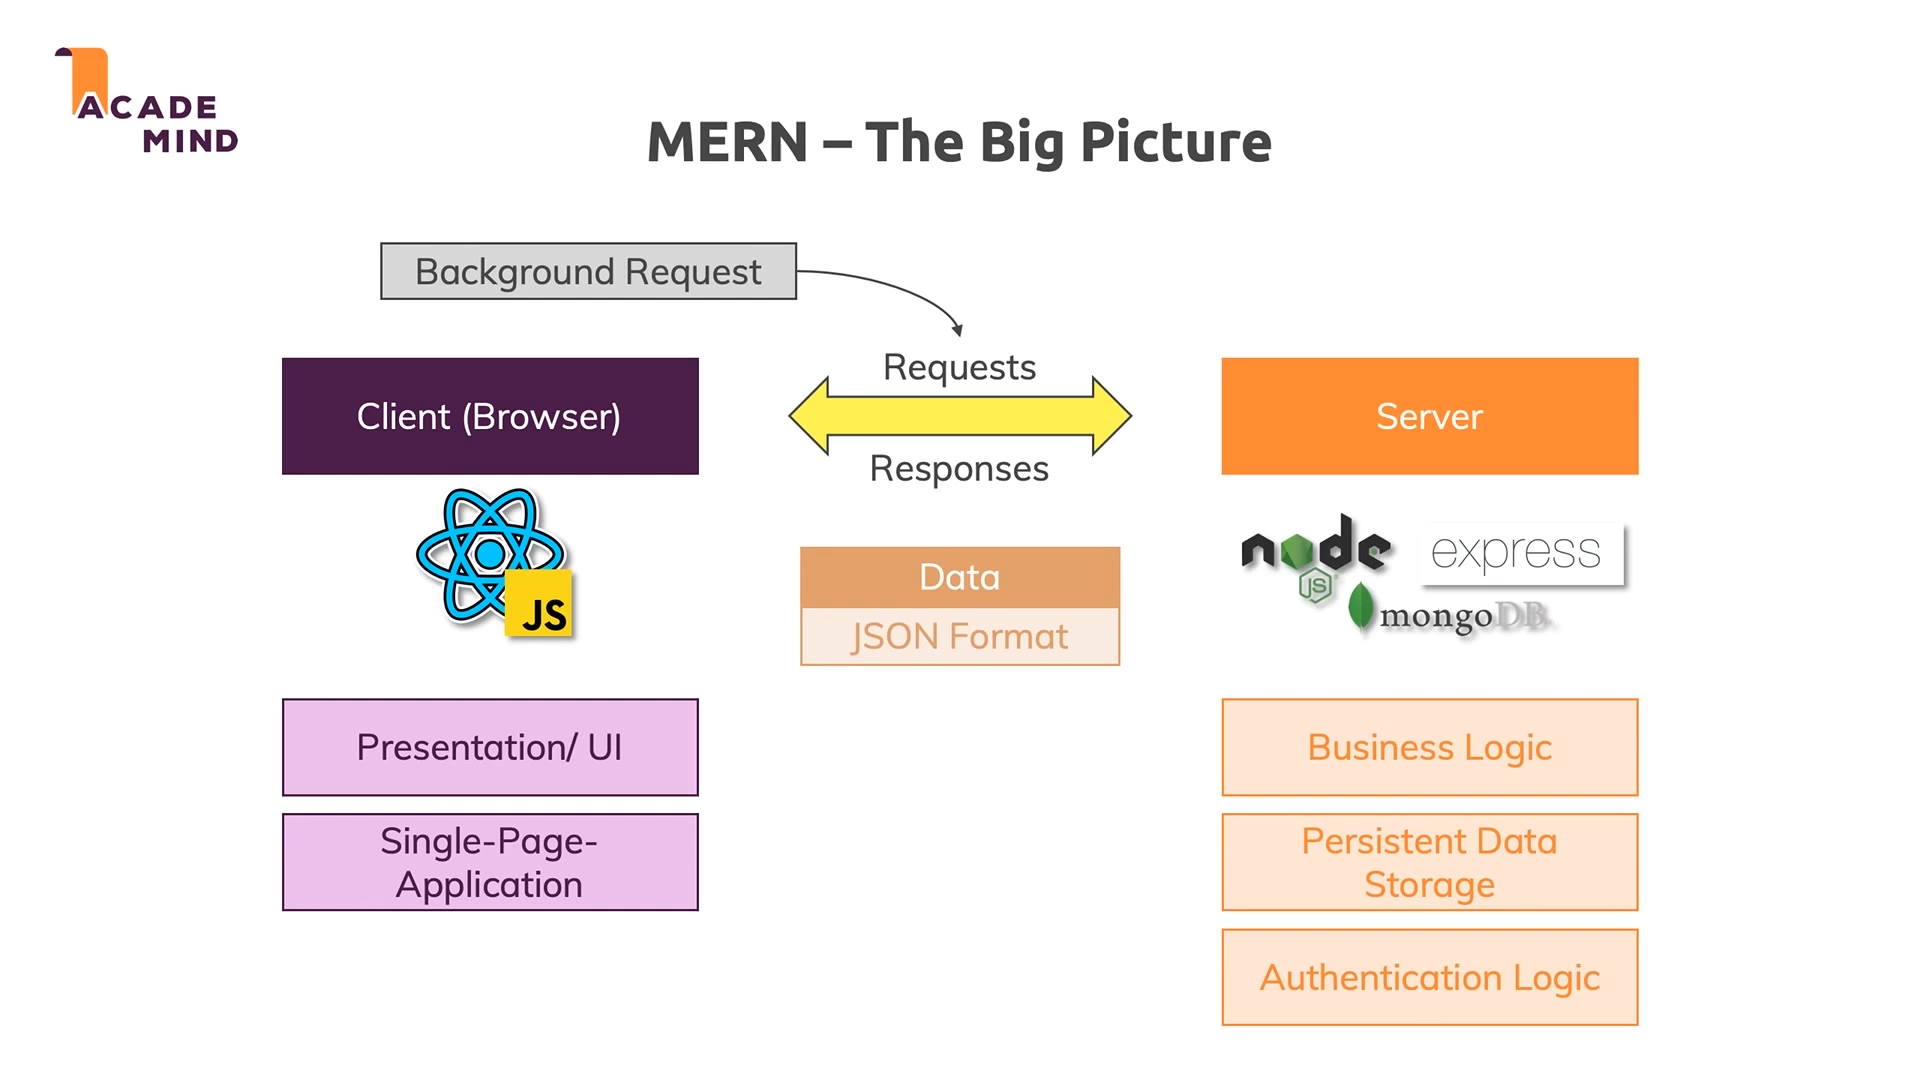 ACADE
MIND
MERN – The Big Picture
Background Request
Requests
Client (Browser)
Server
Responses
JS
node
JS
express
mongoDB
Data
JSON Format
Presentation/ UI
Business Logic
Single-Page-
Application
Persistent Data
Storage
Authentication Logic